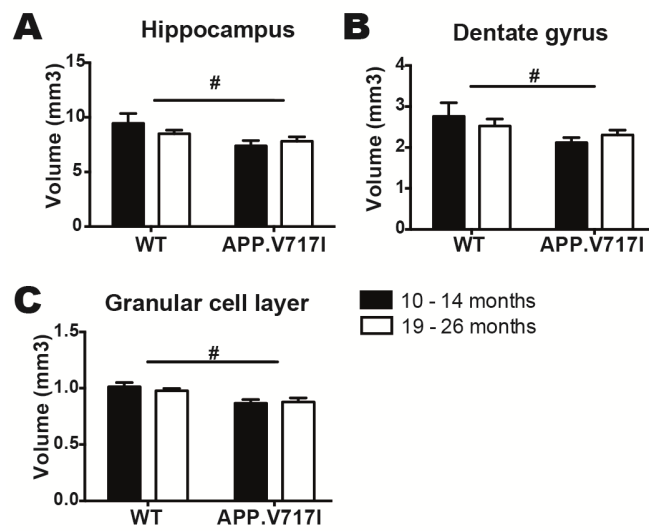 A
Hippocampus
Volume (mm3)
15
10
5
0
#
WT
APP.V717I
B
Dentate gyrus
Volume (mm3)
4
3
2
1
0
#
WT
APP.V717I
C
Granular cell layer
Volume (mm3)
1.5
1.0
0.5
0.0
#
WT
APP.V717I
10 - 14 months
19 - 26 months